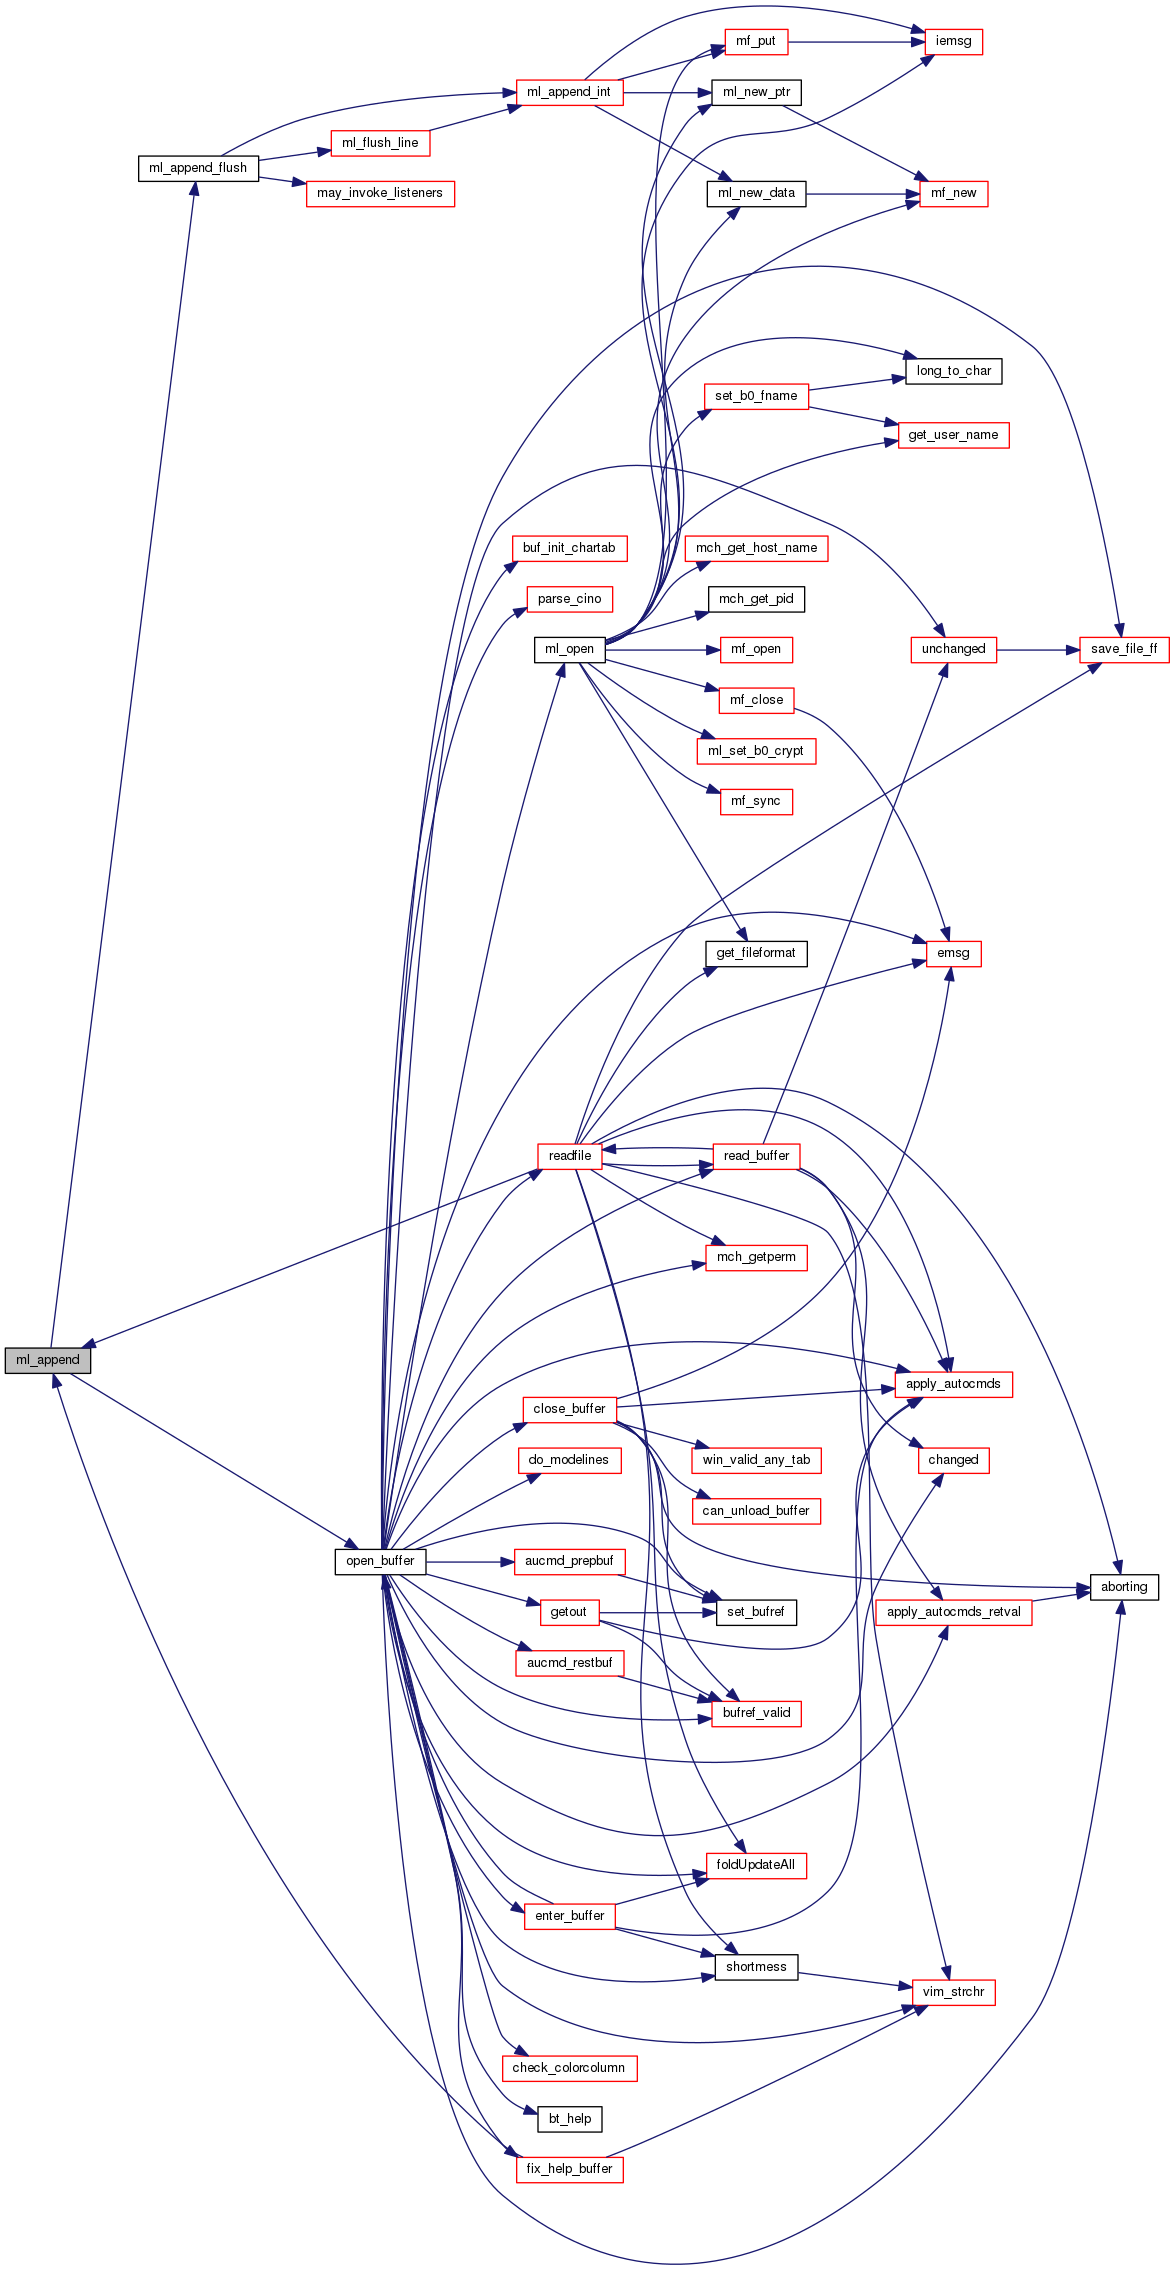 iemsg
mf_put
ml_append_int
ml_new_ptr
ml_flush_line
ml_append_flush
may_invoke_listeners
ml_new_data
mf_new
long_to_char
set_b0_fname
get_user_name
buf_init_chartab
mch_get_host_name
parse_cino
mch_get_pid
ml_open
mf_open
unchanged
save_file_ff
mf_close
ml_set_b0_crypt
mf_sync
get_fileformat
emsg
readfile
read_buffer
mch_getperm
ml_append
apply_autocmds
close_buffer
do_modelines
win_valid_any_tab
changed
can_unload_buffer
open_buffer
aucmd_prepbuf
aborting
getout
set_bufref
apply_autocmds_retval
aucmd_restbuf
bufref_valid
foldUpdateAll
enter_buffer
shortmess
vim_strchr
check_colorcolumn
bt_help
fix_help_buffer